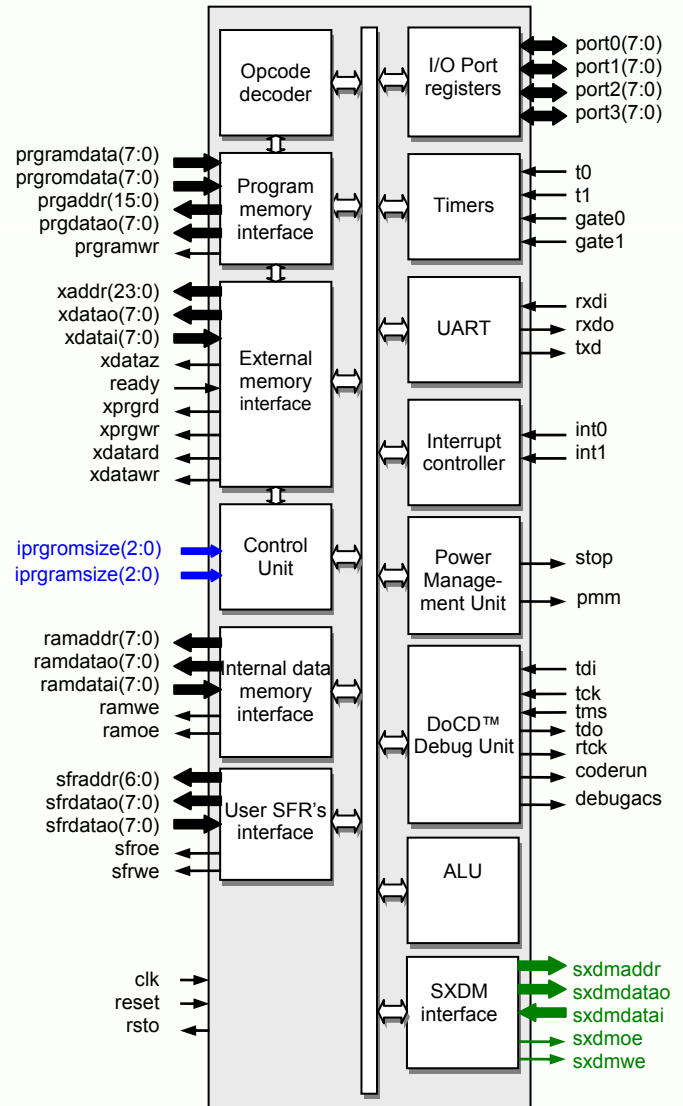 Opcode
decoder
I/O Port
registers
port0(7:0)
port1(7:0)
port2(7:0)
port3(7:0)
prgramdata(7:0)
prgromdata(7:0)
prgaddr(15:0)
prgdatao(7:0)
prgramwr
Program
memory
interface
Timers
t0
t1
gate0
gate1
xaddr(23:0)
xdatao(7:0)
xdatai(7:0)
xdataz
ready
xprgrd
xprgwr
xdatard
xdatawr
External
memory
interface
UART
rxdi
rxdo
txd
Interrupt
controller
int0
int1
iprgromsize(2:0)
iprgramsize(2:0)
Control
Unit
Power
Manage-
ment Unit
stop
pmm
ramaddr(7:0)
ramdatao(7:0)
ramdatai(7:0)
ramwe
ramoe
Internal data
memory
interface
DoCD™
Debug Unit
tdi
tck
tms
tdo
rtck
coderun
debugacs
sfraddr(6:0)
sfrdatao(7:0)
sfrdatao(7:0)
sfroe
sfrwe
User SFR's
interface
ALU
clk
reset
rsto
SXDM
interface
sxdmaddr
sxdmdatao
sxdmdatai
sxdmoe
sxdmwe